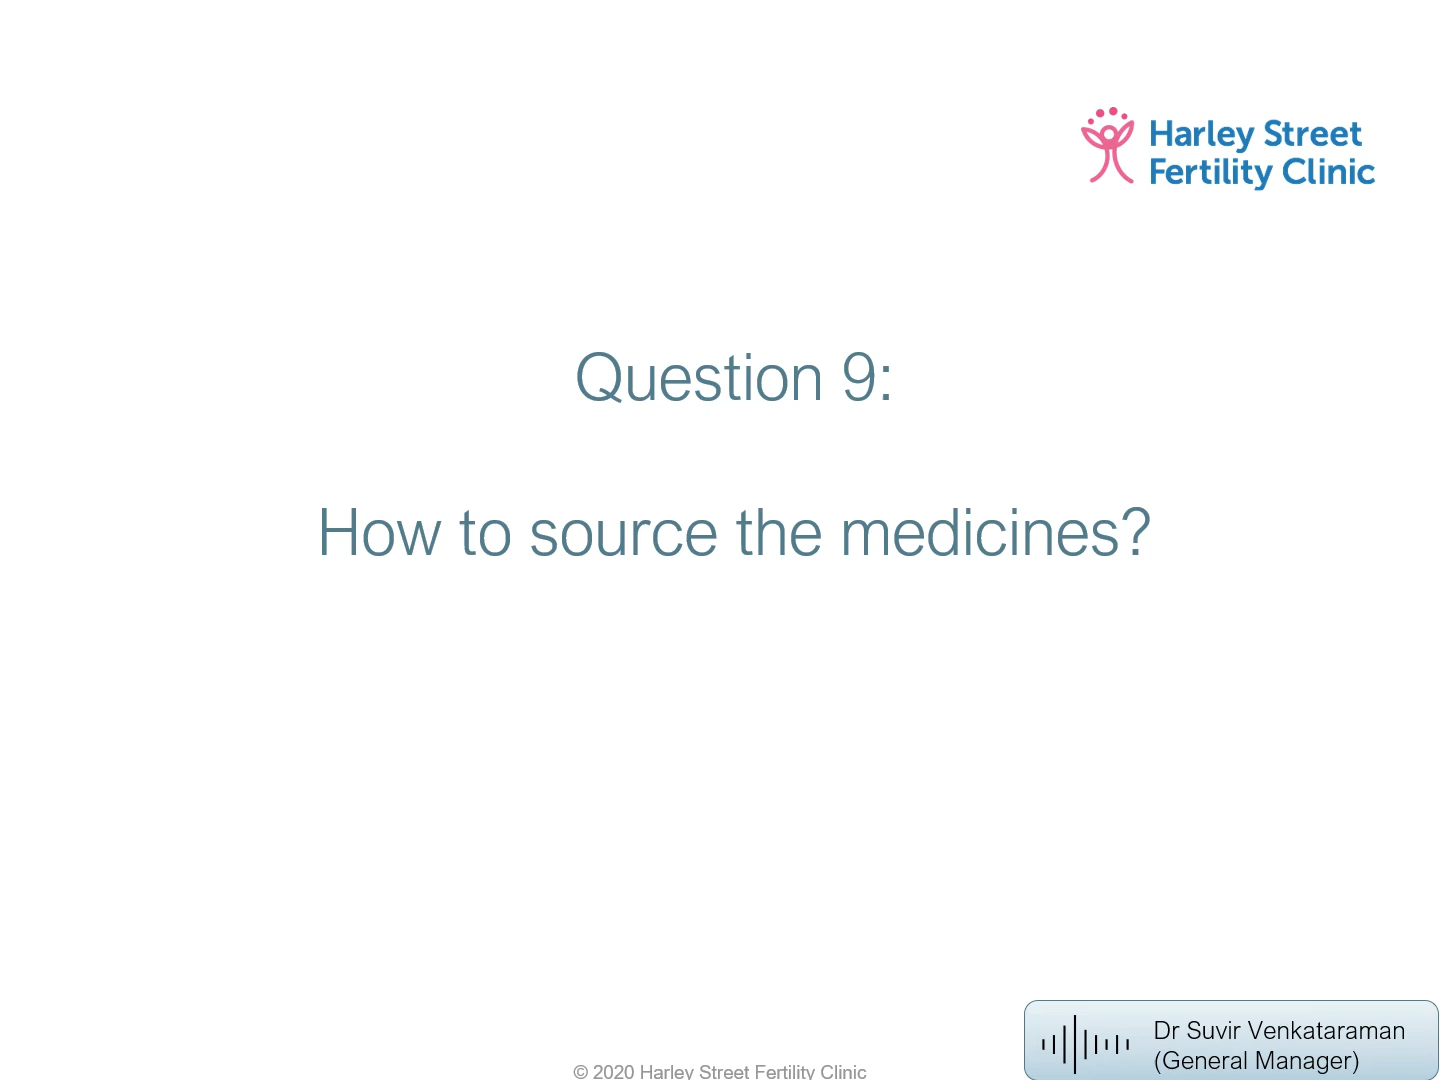 Harley Street
Fertility Clinic
Question 9:
How to source the medicines?
Dr Suvir Venkataraman
(General Manager)
© 2020 Harley Street Fertility Clinic